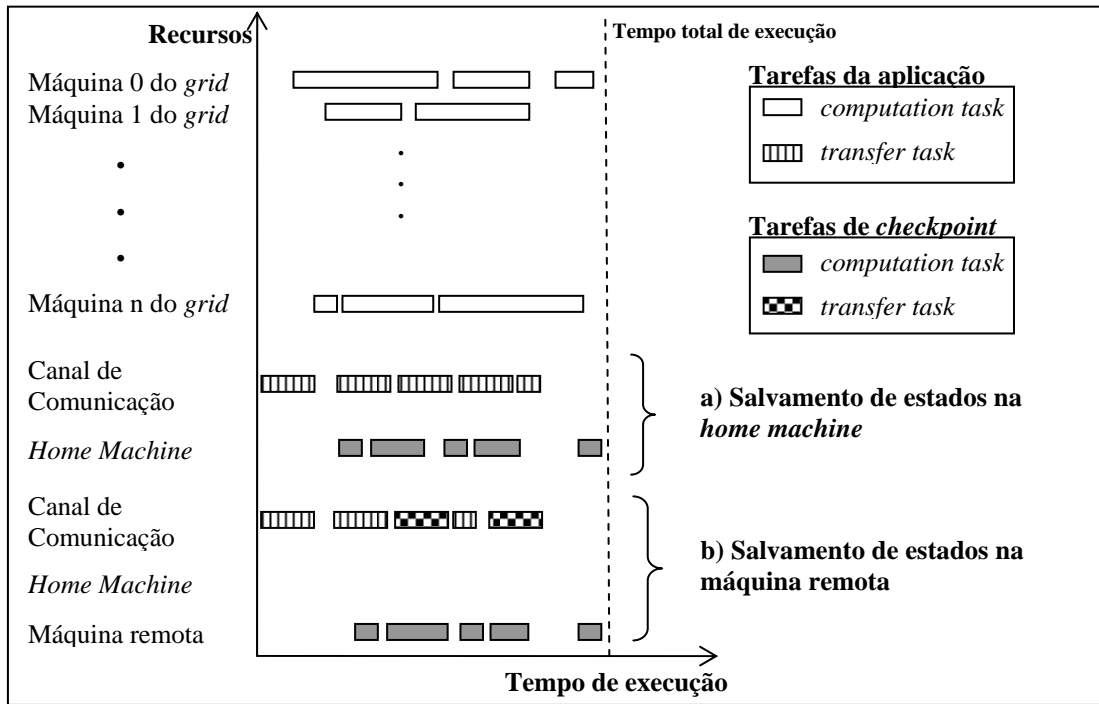 Recursos
Tempo total de execução
Máquina 0 do grid
Máquina 1 do grid
Máquina n do grid
Canal de
Comunicação
Home Machine
Canal de
Comunicação
Home Machine
Máquina remota
Tempo de execução
Tarefas da aplicação
computation task
transfer task
Tarefas de checkpoint
computation task
transfer task
a) Salvamento de estados na
home machine
b) Salvamento de estados na
máquina remota